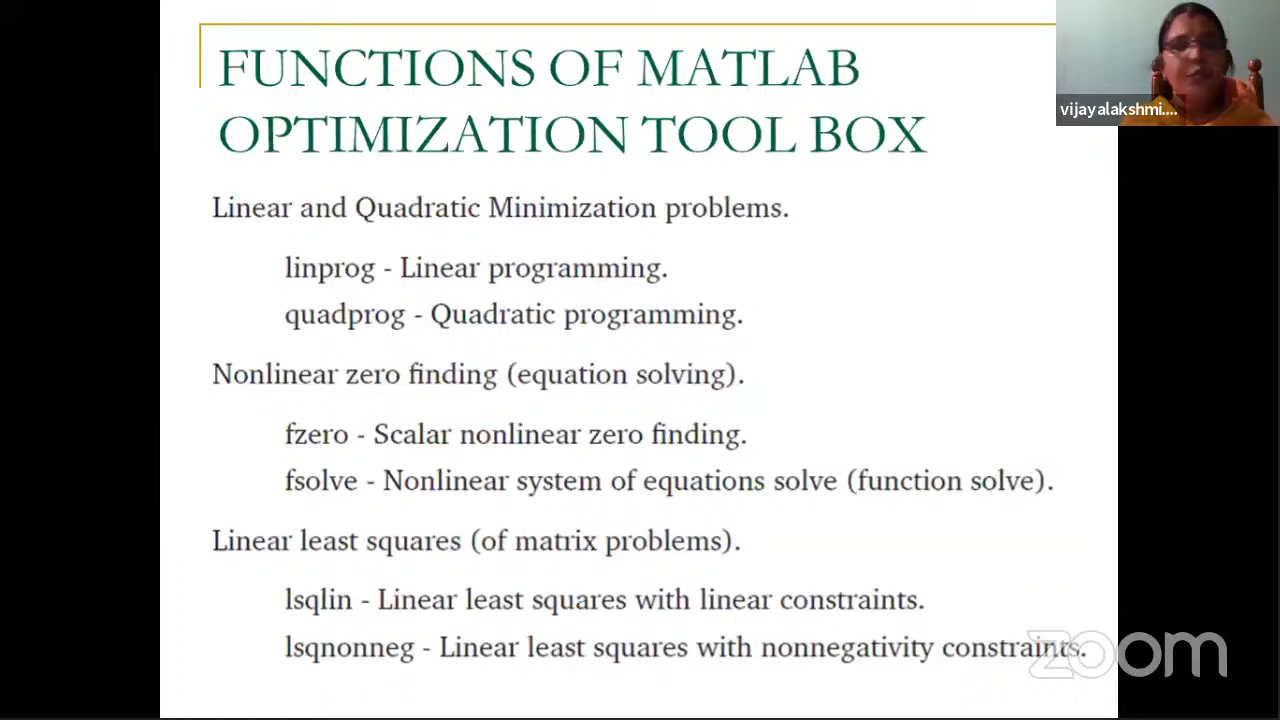 FUNCTIONS OF MATLAB
OPTIMIZATION TOOL BOX
vijayalakshmi....
Linear and Quadratic Minimization problems.
linprog - Linear programming.
quadprog - Quadratic programming.
Nonlinear zero finding (equation solving).
fzero - Scalar nonlinear zero finding.
fsolve - Nonlinear system of equations solve (function solve).
Linear least squares (of matrix problems).
lsqlin - Linear least squares with linear constraints.
lsqnonneg - Linear least squares with nonnegativity constraints.
zoom